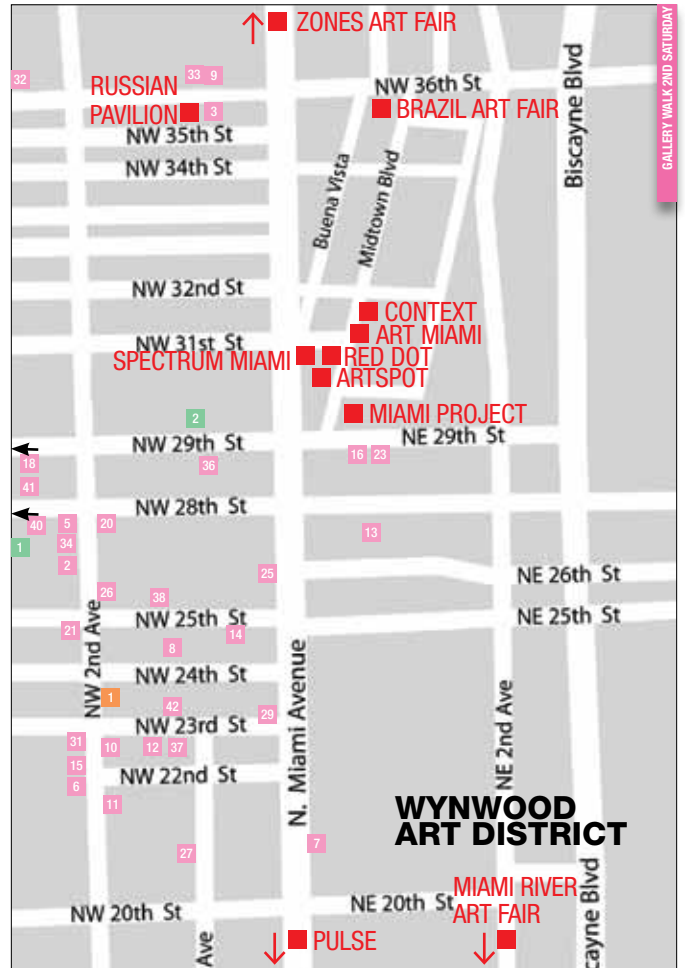 ZONES ART FAIR
GALLERY WALK 2ND SATURDAY
32
33
9
NW 36th St
RUSSIAN
PAVILION
3
BRAZIL ART FAIR
NW 35th St
NW 34th St
Biscayne Blvd
Buena Vista
Midtown Blvd
NW 32nd St
CONTEXT
NW 31st St
ART MIAMI
SPECTRUM MIAMI
RED DOT
ARTSPOT
2
MIAMI PROJECT
NW 29th St
NE 29th St
18
36
16
23
41
NW 28th St
40
5
20
13
1
34
2
25
NE 26th St
26
38
NW 2nd Ave
NW 25th St
NE 25th St
21
14
8
NW 24th St
N. Miami Avenue
1
42
29
NW 23rd St
NE 2nd Ave
31
10
12
37
15
NW 22nd St
6
11
WYNWOOD
ART DISTRICT
7
27
cayne Blvd
MIAMI RIVER
ART FAIR
NW 20th St
NE 20th St
Ave
PULSE